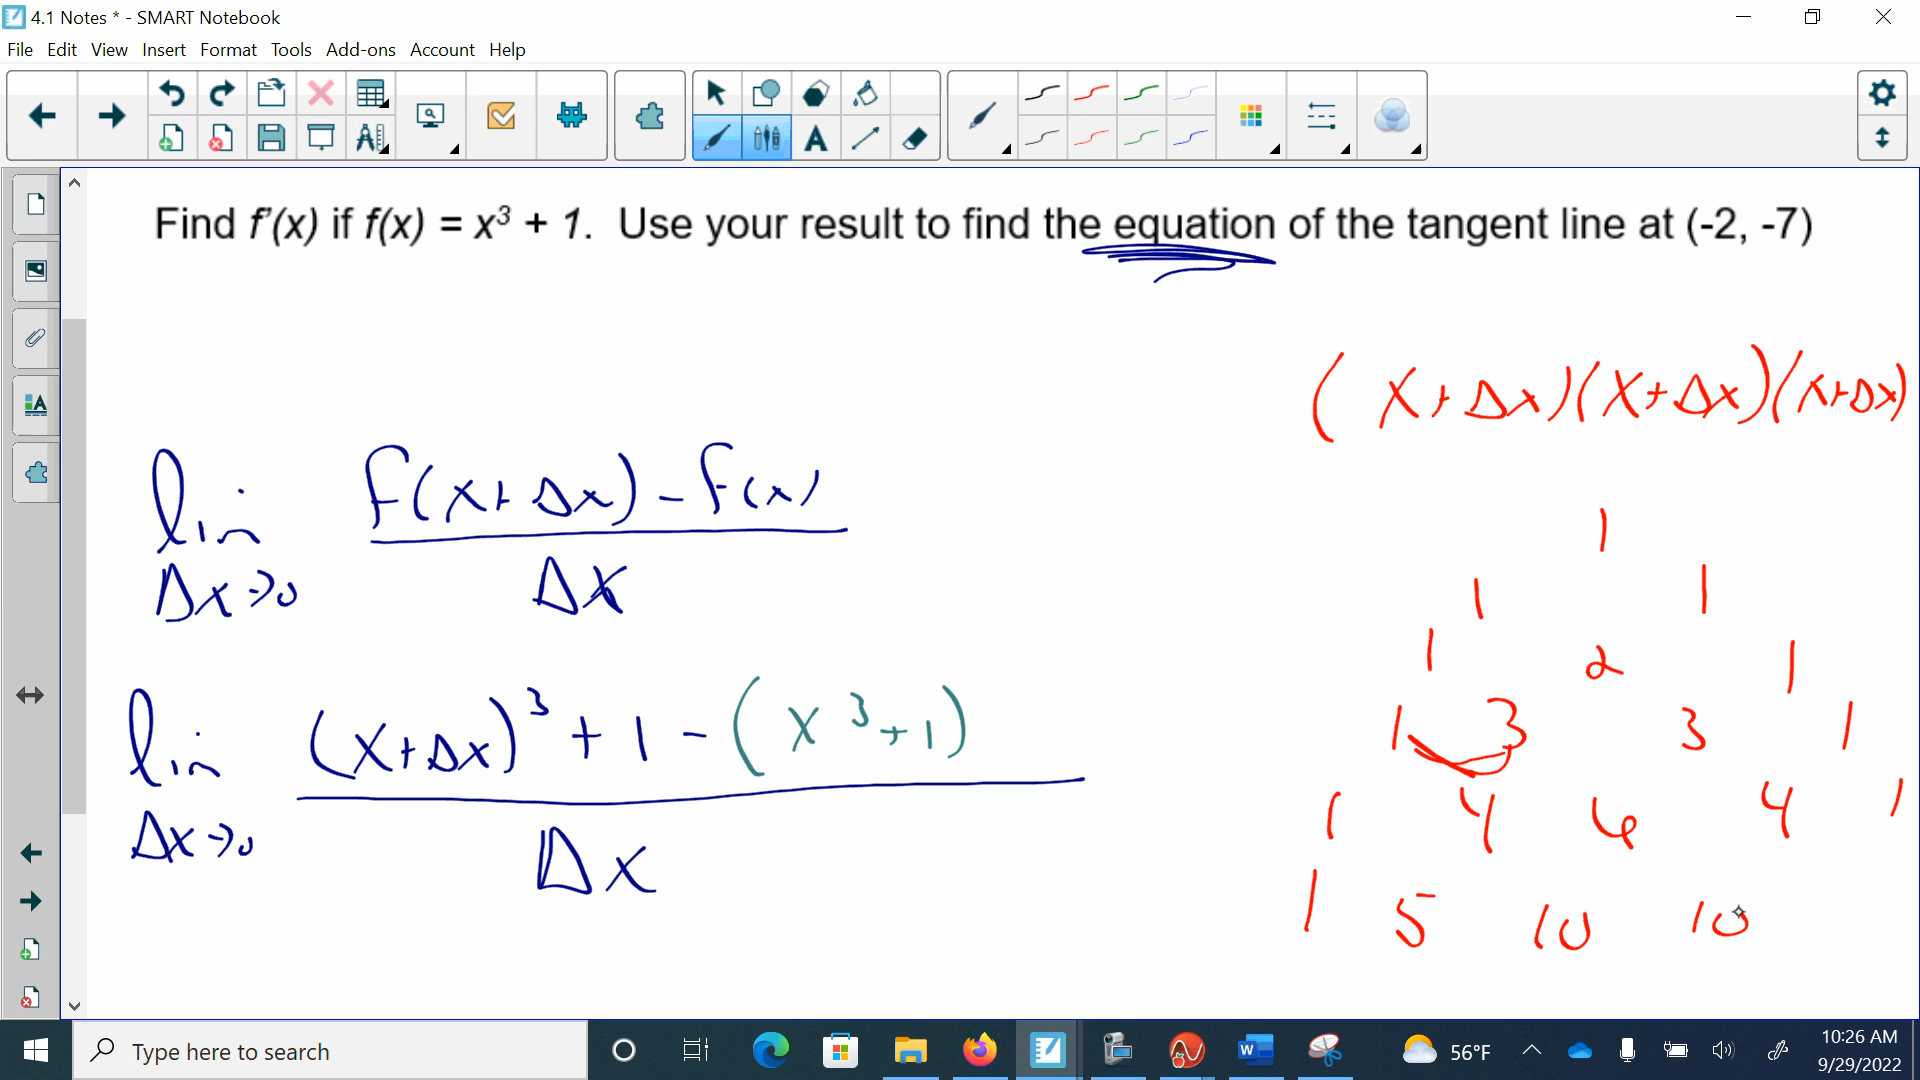 4.1 Notes * - SMART Notebook
File Edit View Insert Format Tools Add-ons Account Help
Find f'(x) if f(x) = x³ + 1. Use your result to find the equation of the tangent line at (-2, -7)
(x+Δx)(x+Δx)(x+Δx)
lim f(x+Δx)-f(x)
Δx→0 Δx
lim (x+Δx)³ + 1 - (x³+1)
Δx→0 Δx
1
1 1
1 2 1
1 3 3 1
1 4 6 4 1
1 5 10 10
Type here to search
56°F
10:26 AM
9/29/2022